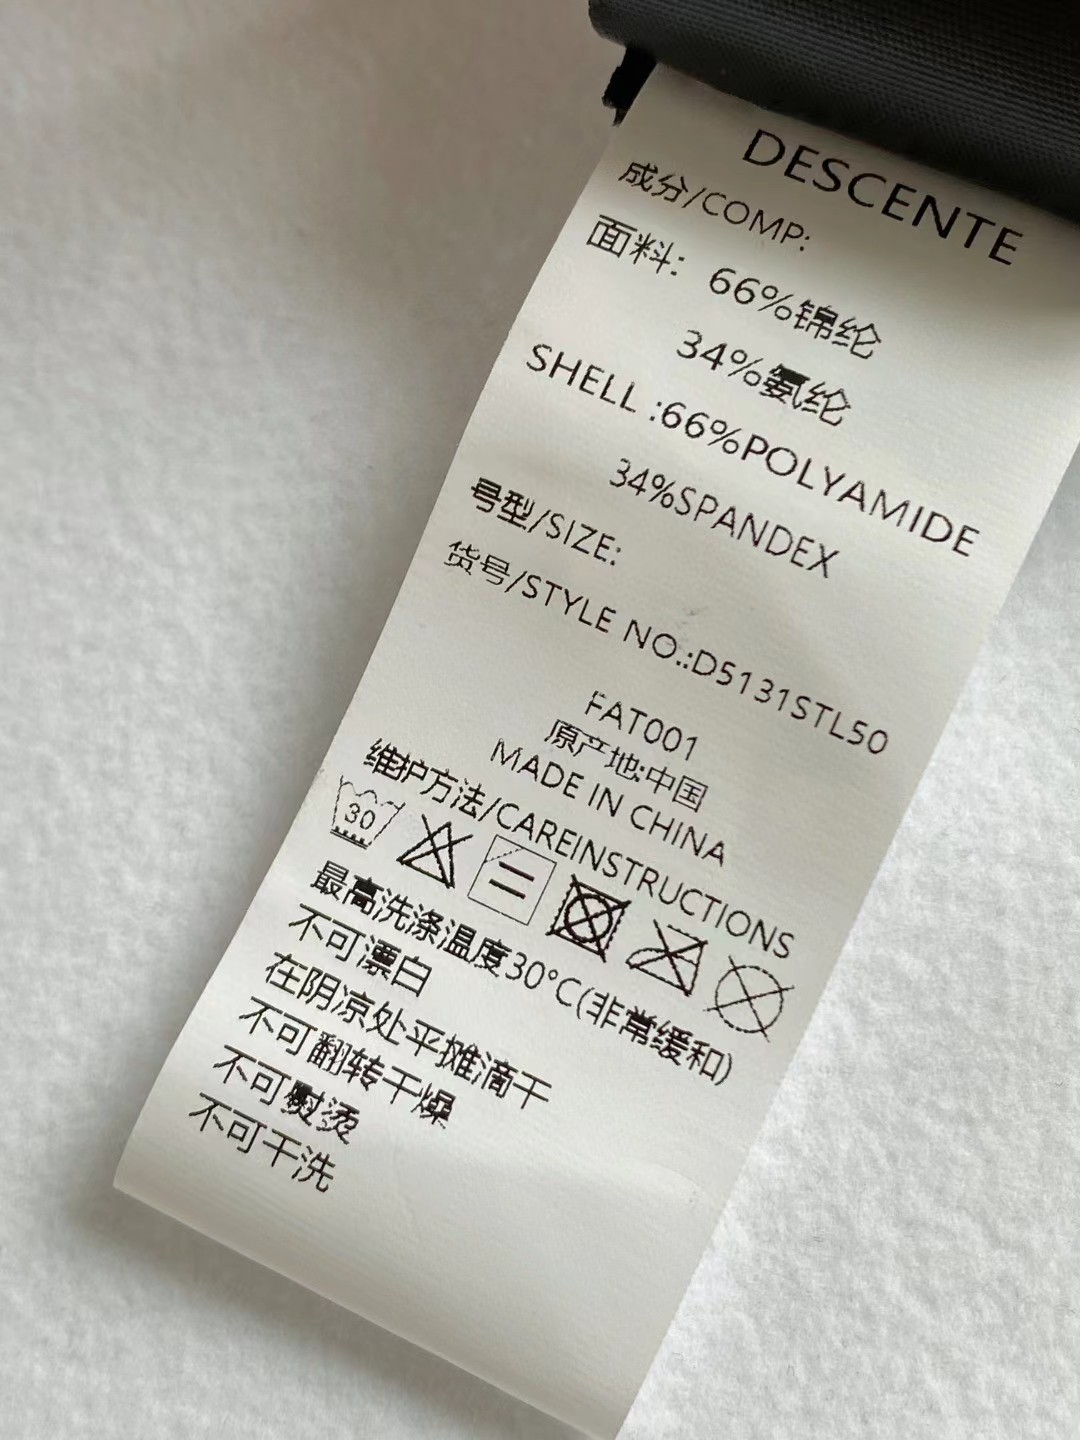 DESCENTE
成分/COMP:
面料: 66%锦纶
34%氨纶
SHELL :66%POLYAMIDE
34%SPANDEX
号型/SIZE:
货号/STYLE NO.:D5131STL50
FAT001
原产地:中国
MADE IN CHINA
维护方法/CAREINSTRUCTIONS
30
最高洗涤温度30°C(非常缓和)
不可漂白
在阴凉处平摊滴干
不可翻转干燥
不可熨烫
不可干洗